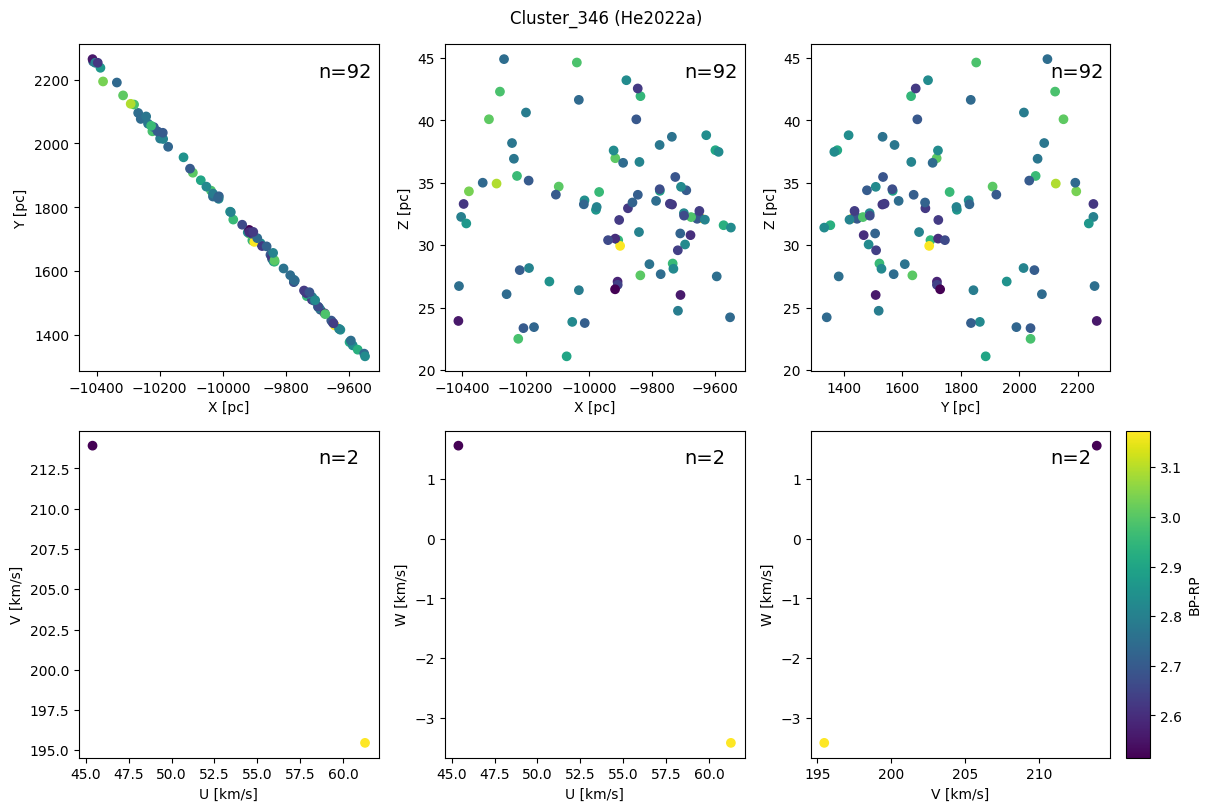 Cluster_346 (He2022a)
n=92
2200
2000
1800
1600
1400
Y [pc]
−10400 −10200 −10000 −9800 −9600
X [pc]
n=92
45
40
35
30
25
20
Z [pc]
−10400 −10200 −10000 −9800 −9600
X [pc]
n=92
45
40
35
30
25
20
Z [pc]
1400 1600 1800 2000 2200
Y [pc]
n=2
212.5
210.0
207.5
205.0
202.5
200.0
197.5
195.0
V [km/s]
45.0 47.5 50.0 52.5 55.0 57.5 60.0
U [km/s]
n=2
1
0
−1
−2
−3
W [km/s]
45.0 47.5 50.0 52.5 55.0 57.5 60.0
U [km/s]
n=2
1
0
−1
−2
−3
W [km/s]
195 200 205 210
V [km/s]
3.1
3.0
2.9
2.8
2.7
2.6
BP-RP